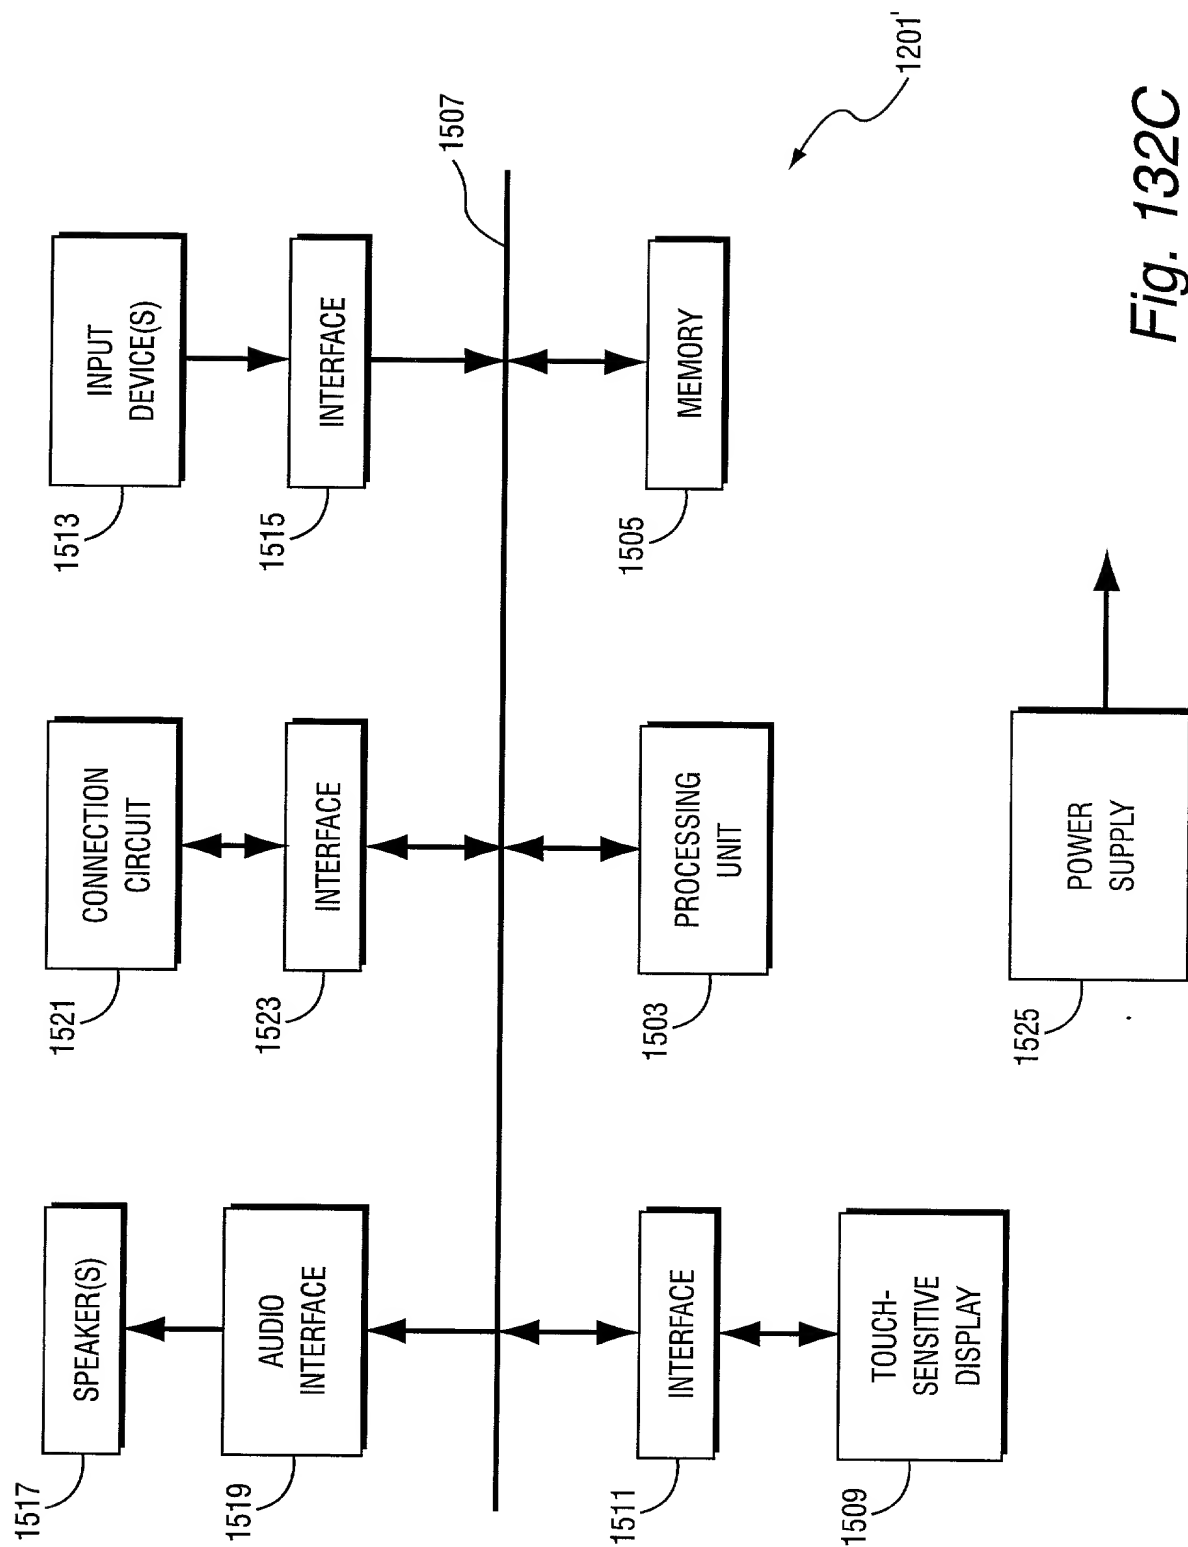 1517
SPEAKER(S)
1521
CONNECTION
CIRCUIT
1513
INPUT
DEVICE(S)
1519
AUDIO
INTERFACE
1523
INTERFACE
1515
INTERFACE
1507
1511
INTERFACE
1503
PROCESSING
UNIT
1505
MEMORY
1509
TOUCH-
SENSITIVE
DISPLAY
1201'
1525
POWER
SUPPLY
Fig. 132C